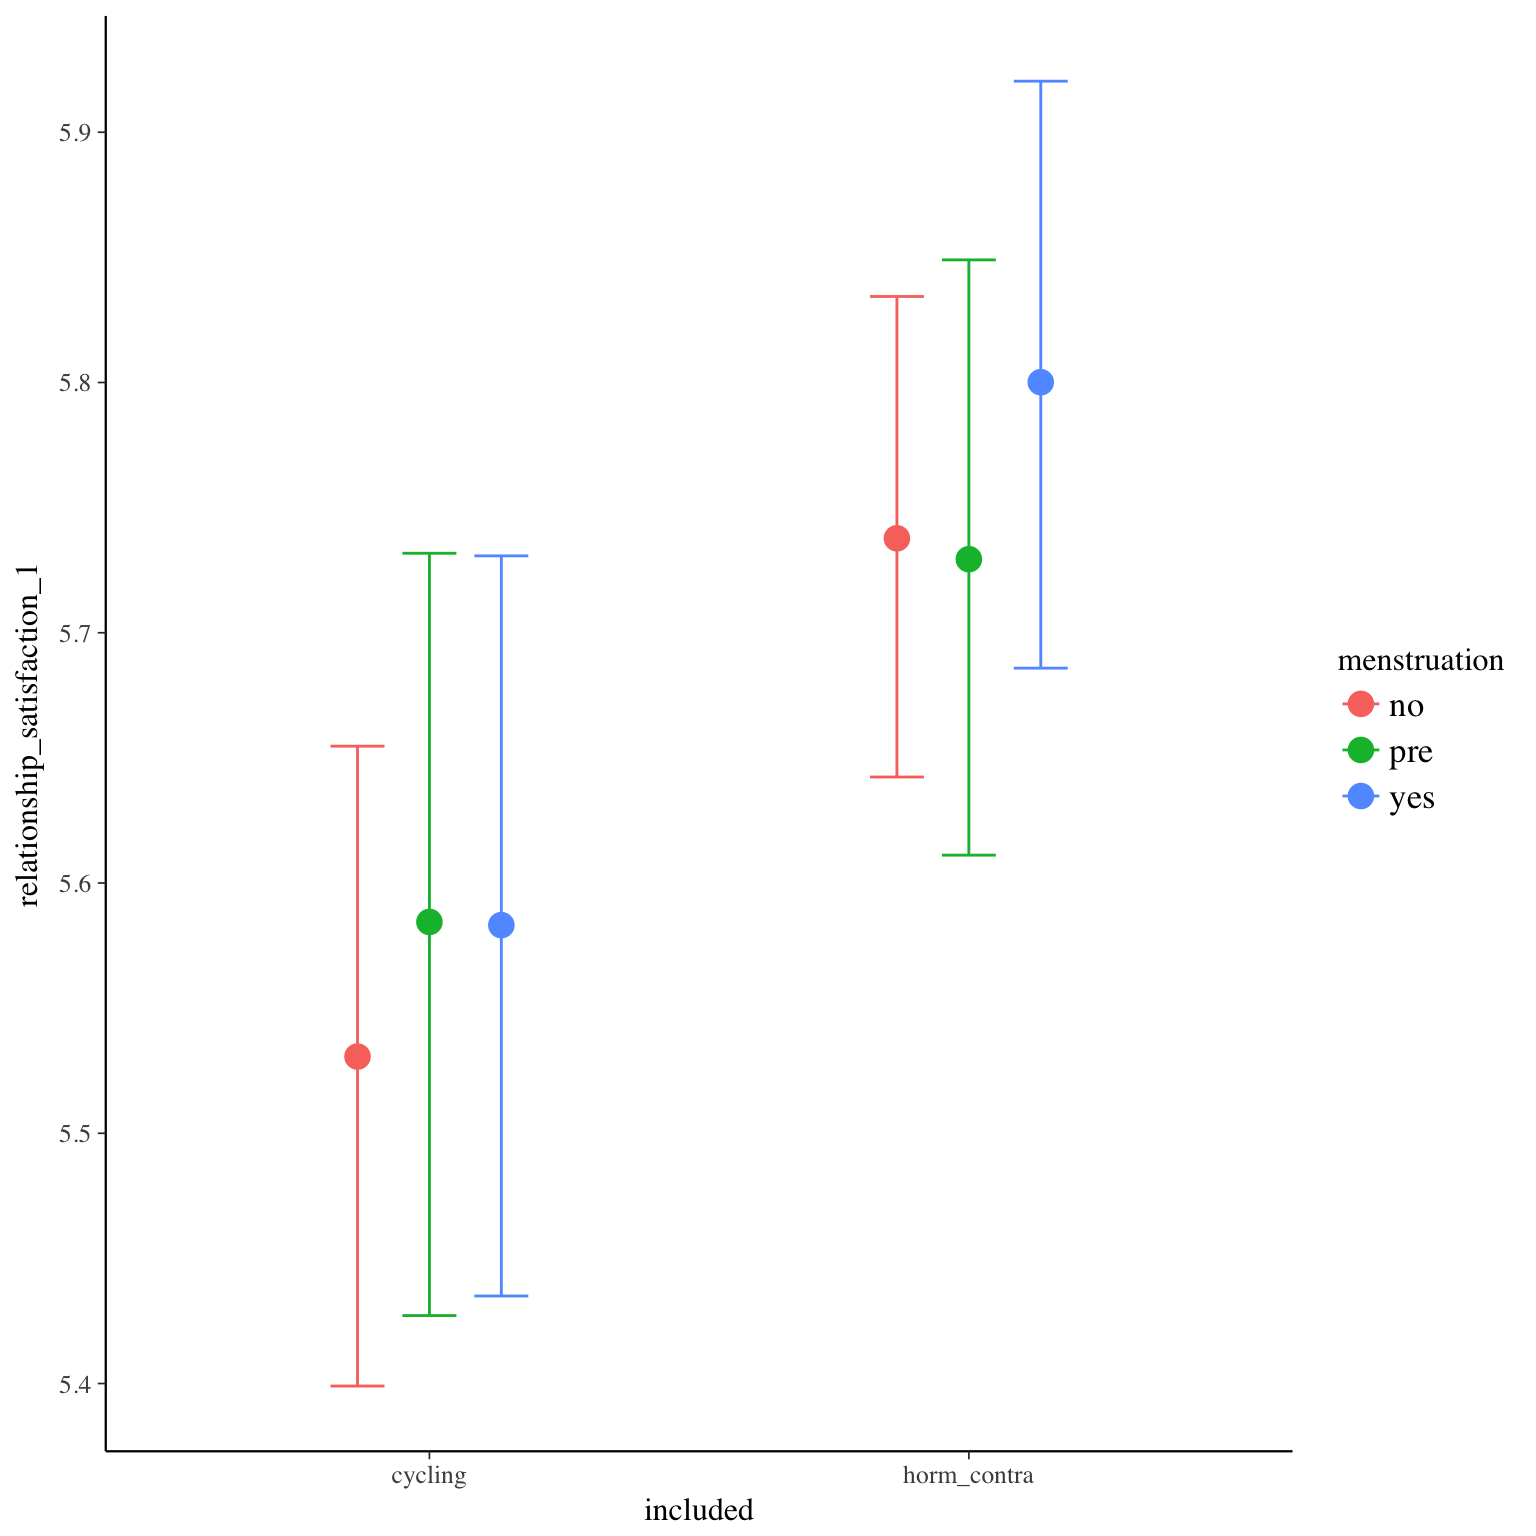 5.9
5.8
5.7
5.6
5.5
5.4
relationship_satisfaction_1
cycling
horm_contra
included
menstruation
no
pre
yes